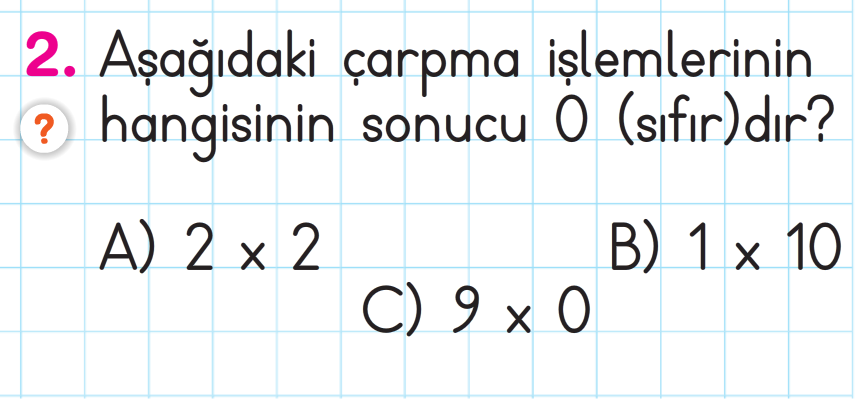 2. Aşağıdaki çarpma işlemlerinin
? hangisinin sonucu 0 (sıfır)dır?
A) 2 x 2 B) 1 x 10
C) 9 x 0